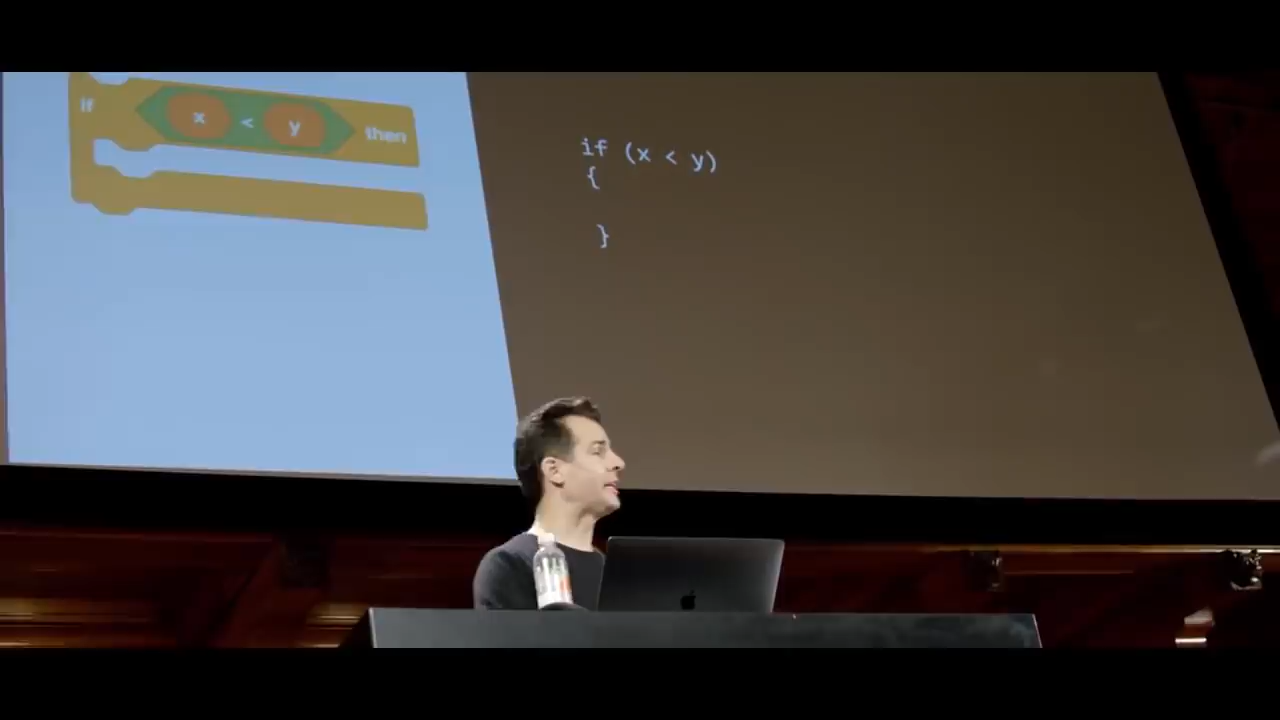 if x < y then
if (x < y)
{
}